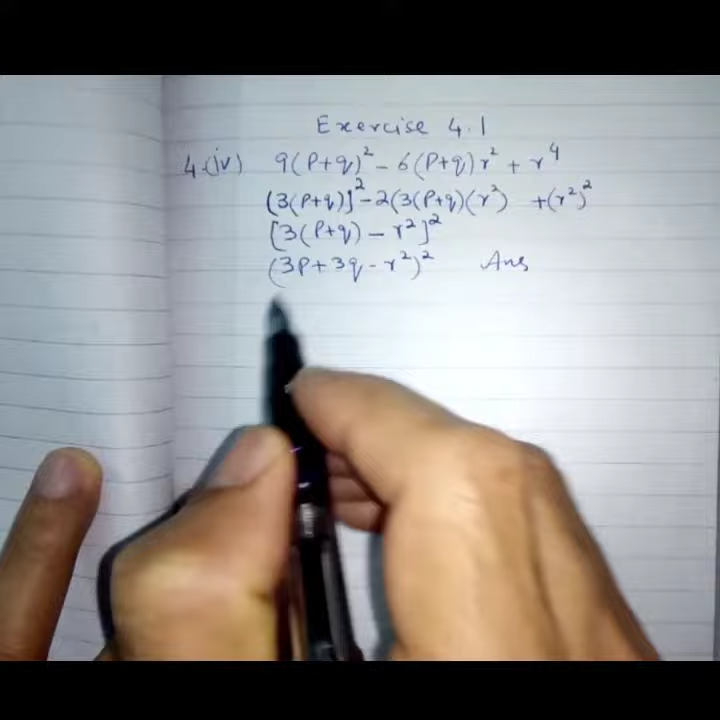 Exercise 4.1
4.(iv) 9(P+q)² - 6(P+q)r² + r⁴
[3(P+q)]² - 2(3(P+q)(r²) + (r²)²
[3(P+q) - r²]²
(3P+3q - r²)² Ans